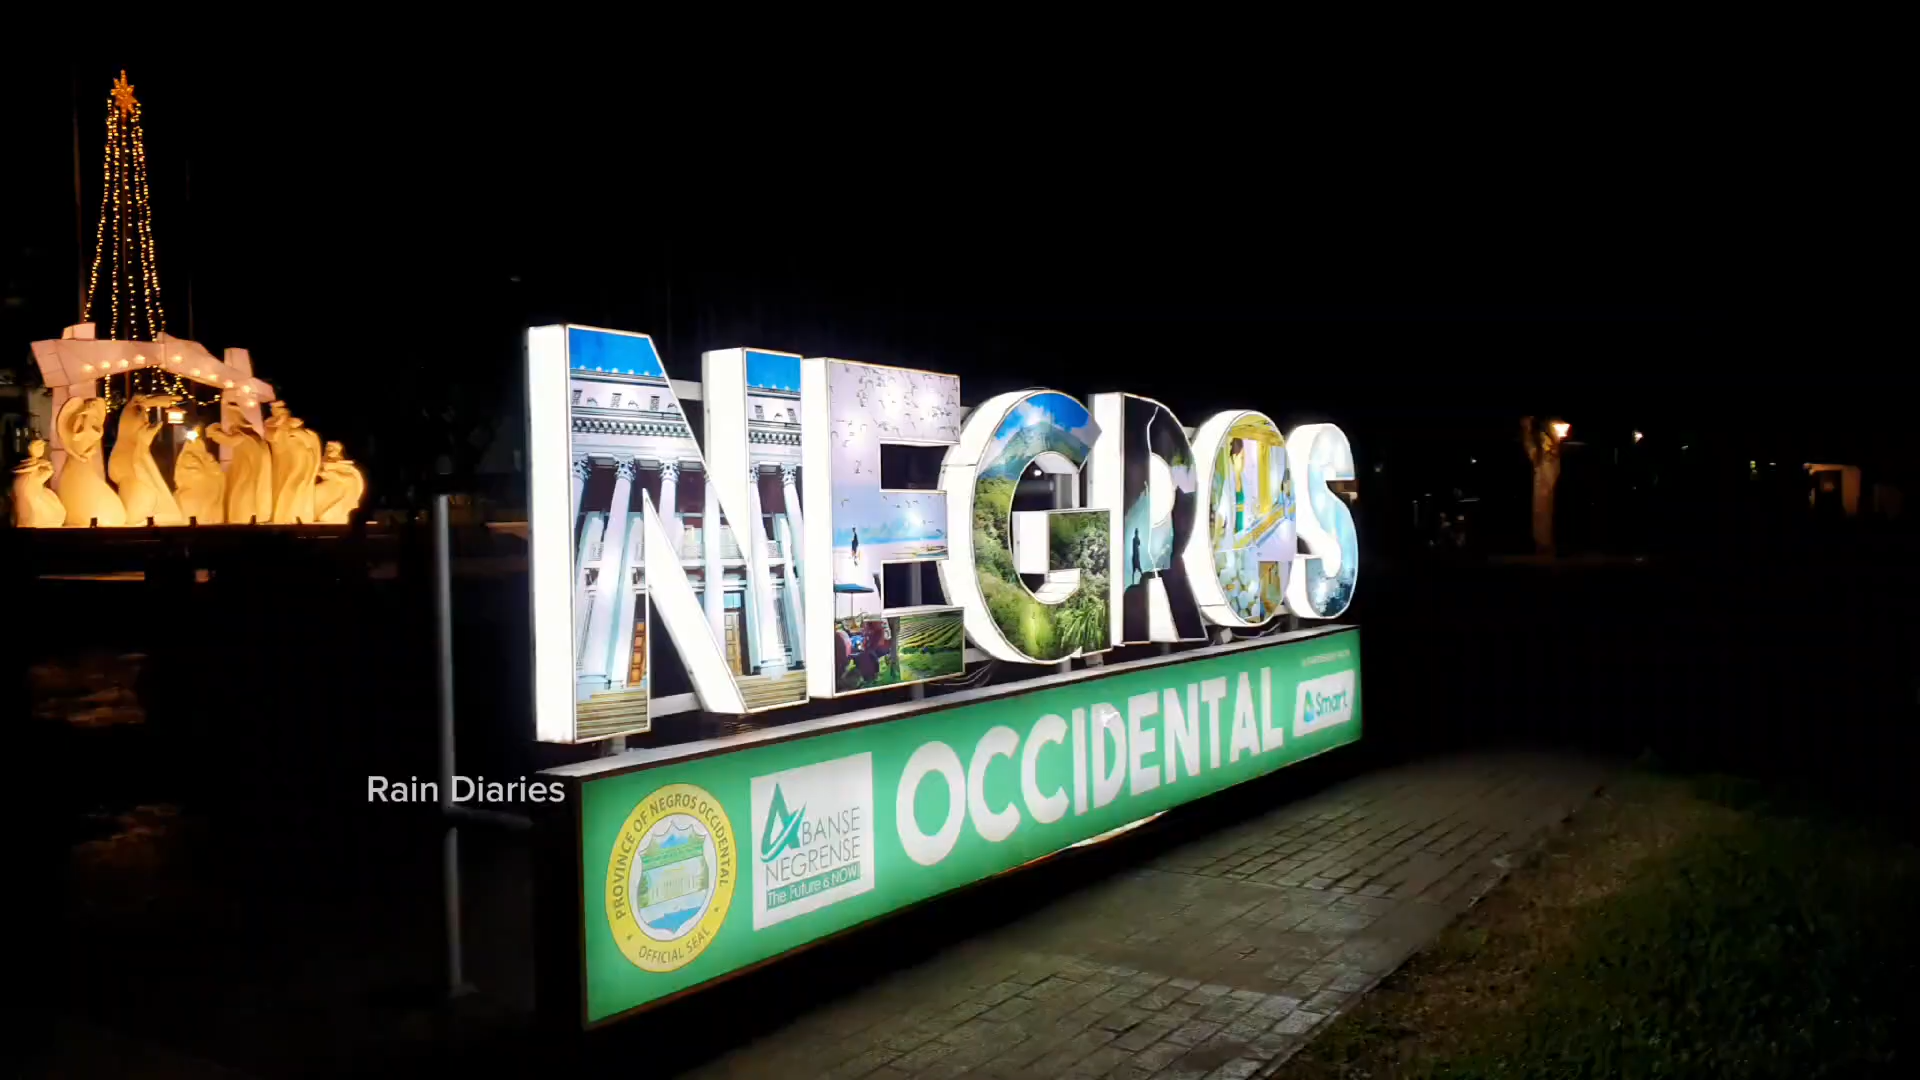 NEGROS
OCCIDENTAL
Smart
Rain Diaries
PROVINCE OF NEGROS OCCIDENTAL
OFFICIAL SEAL
ABANSE
NEGRENSE
The Future is NOW!